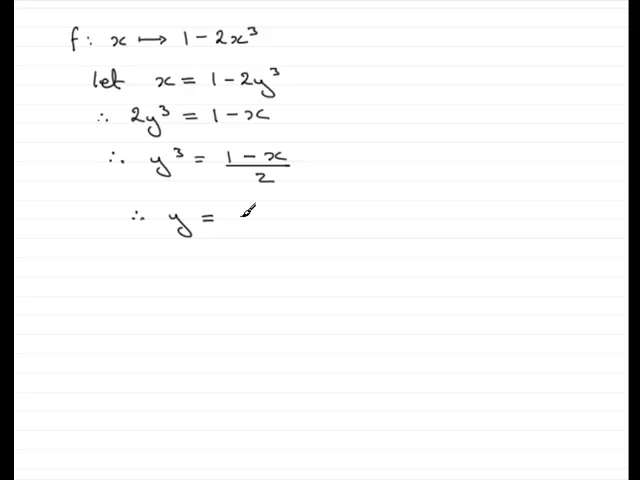 f: x ⟼ 1 - 2x³
let x = 1 - 2y³
∴ 2y³ = 1 - x
∴ y³ = (1 - x)/2
∴ y =